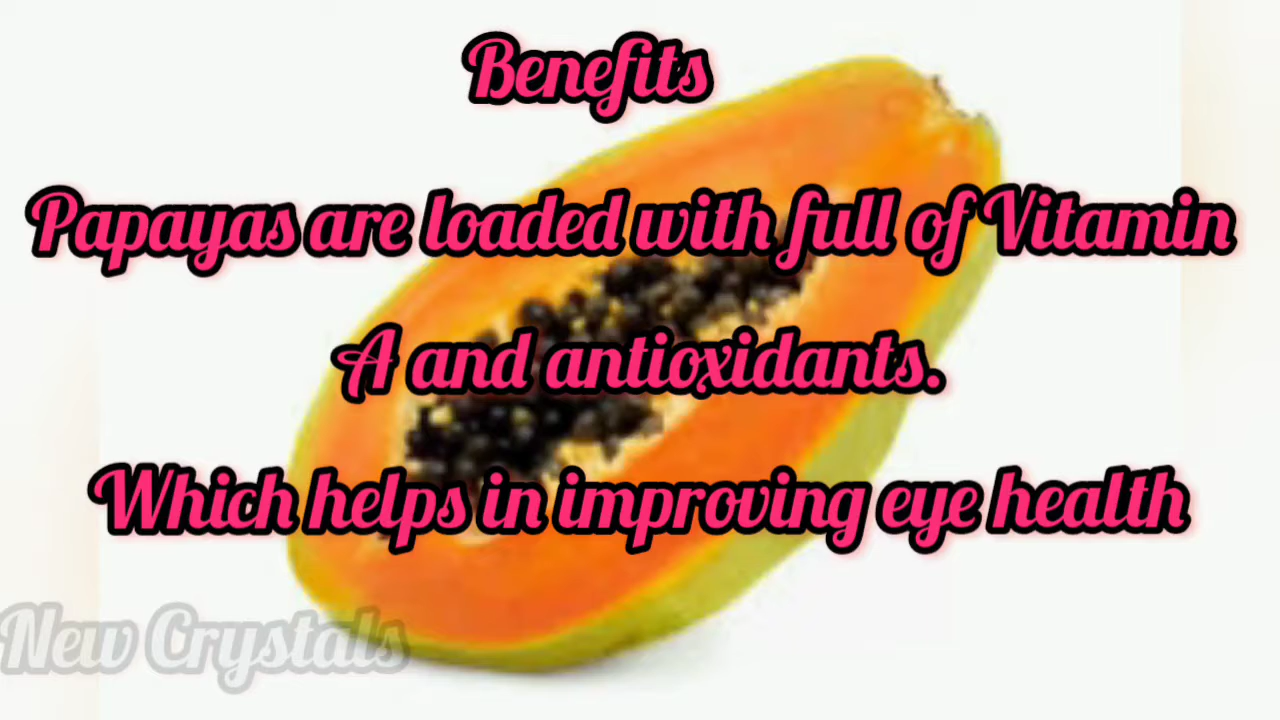 Benefits
Papayas are loaded with full of Vitamin
A and antioxidants.
Which helps in improving eye health
New Crystals